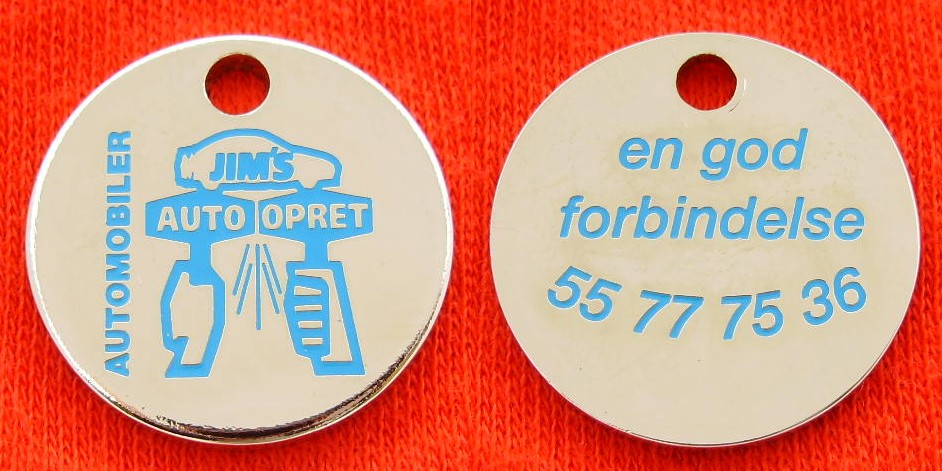 AUTOMOBILER
JIM'S
AUTO OPRET
en god
forbindelse
55 77 75 36